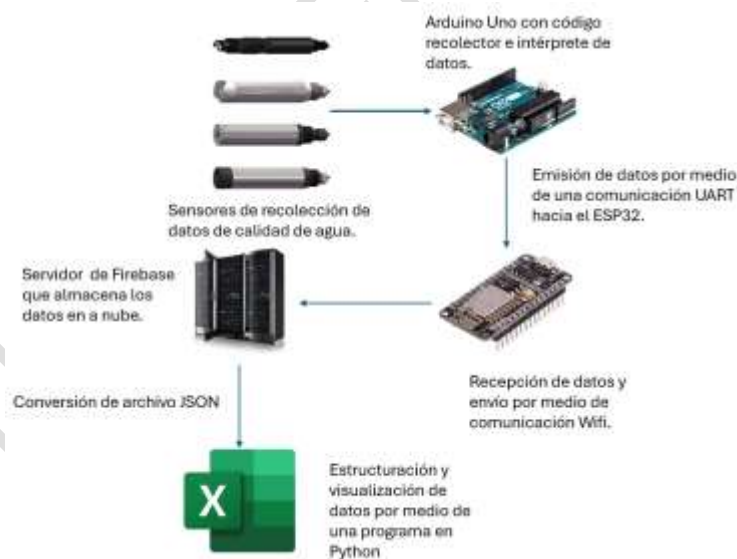 Arduino Uno con código
recolector e intérprete de
datos.
Emisión de datos por medio
de una comunicación UART
hacia el ESP32.
Sensores de recolección de
datos de calidad de agua.
Servidor de Firebase
que almacena los
datos en a nube.
Recepción de datos y
envío por medio de
comunicación Wifi.
Conversión de archivo JSON
X
Estructuración y
visualización de
datos por medio de
una programa en
Python